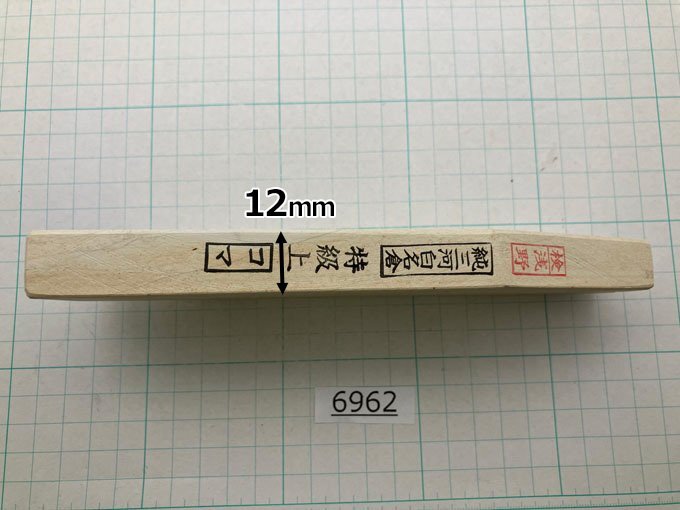 12mm
コマ
特級上
純三河白名倉
浅野検
6962